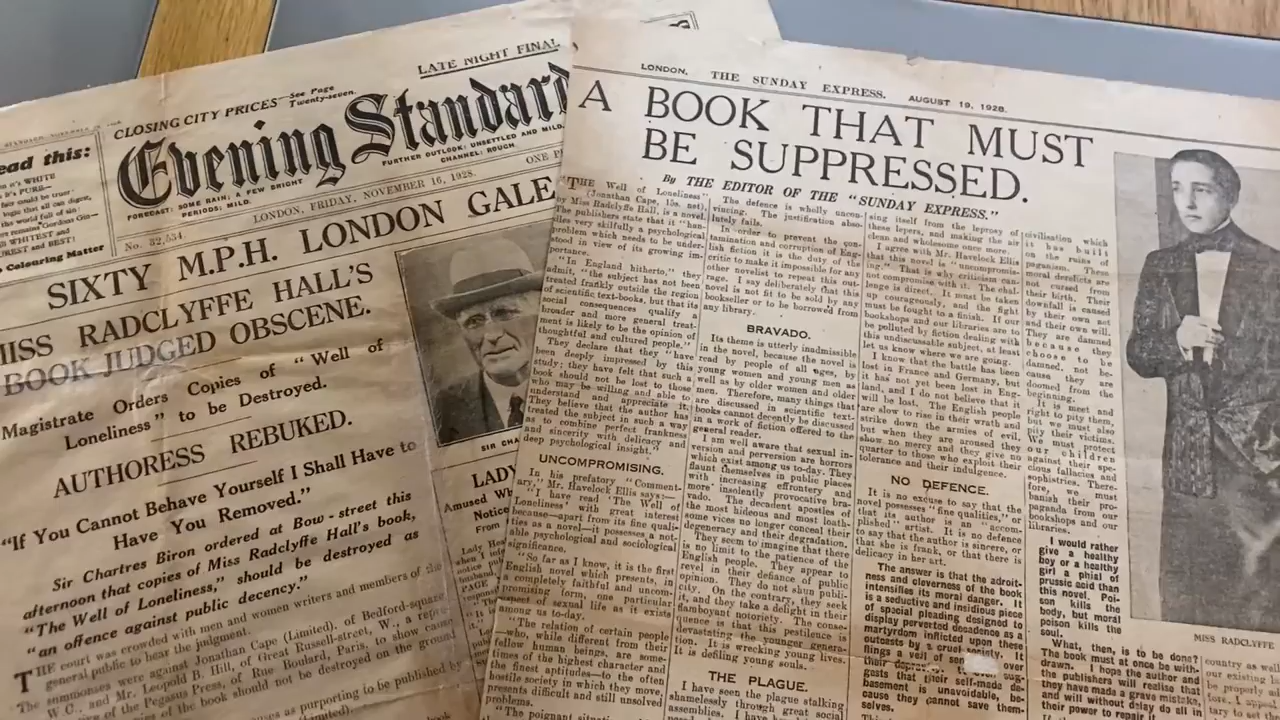 LATE NIGHT FINAL
CLOSING CITY PRICES—See Page Twenty-seven.
ead this:
Evening Standard
FORECAST: SOME RAIN; A FEW BRIGHT PERIODS; MILD.
FURTHER OUTLOOK: UNSETTLED AND MILD.
CHANNEL: ROUGH.
Colouring Matter
No. 32,534.
LONDON, FRIDAY, NOVEMBER 16, 1928.
ONE P
SIXTY M.P.H. LONDON GALE
MISS RADCLYFFE HALL'S
BOOK JUDGED OBSCENE.
Magistrate Orders Copies of "Well of
Loneliness" to be Destroyed.
AUTHORESS REBUKED.
"If You Cannot Behave Yourself I Shall Have to
Have You Removed."
Sir Chartres Biron ordered at Bow-street this
afternoon that copies of Miss Radclyffe Hall's book,
"The Well of Loneliness," should be destroyed as
"an offence against public decency."
THE court was crowded with men and women writers and members of the
general public to hear the judgment.
The summonses were against Jonathan Cape (Limited), of Bedford-square,
W.C., and Mr. Leopold B. Hill, of Great Russell-street, W., a
of the Pegasus Press, of Rue Boulard, Paris, to show cause
of the book should not be destroyed on the ground
as purporting to be published by
SIR CHA
LADY
Amused Wh
Notice
From
LONDON, THE SUNDAY EXPRESS, AUGUST 19, 1928.
A BOOK THAT MUST
BE SUPPRESSED.
By THE EDITOR OF THE "SUNDAY EXPRESS."
"THE Well of Loneliness"
(Jonathan Cape, 15s. net)
by Miss Radclyffe Hall, is a novel.
The publishers state that it "han-
dles very skilfully a psychological
problem which needs to be under-
stood in view of its growing im-
portance.
"In England hitherto," they
admit, "the subject has not been
treated frankly outside the region
of scientific text-books, but that its
social consequences qualify a
broader and more general treat-
ment is likely to be the opinion of
thoughtful and cultured people."
They declare that they "have
been deeply impressed by this
study; they have felt that such a
book should not be lost to those
who may be willing and able to
understand and appreciate it.
They believe that the author has
treated the subject in such a way
as to combine perfect frankness
and sincerity with delicacy and
deep psychological insight."
UNCOMPROMISING.
In his prefatory "Comment-
ary," Mr. Havelock Ellis says:—
"I have read 'The Well of
Loneliness' with great interest
because—apart from its fine quali-
ties as a novel—it possesses a not-
able psychological and sociological
significance.
"So far as I know, it is the first
English novel which presents, in
a completely faithful and uncom-
promising form, one particular
aspect of sexual life as it exists
among us to-day.
"The relation of certain people
—who, while different from their
fellow human beings, are some-
times of the highest character and
the finest aptitudes—to the often
hostile society in which they move,
presents difficult and still unsolved
problems.
"The poignant situation
The defence is wholly uncon-
vincing. The justification abso-
lutely fails.
In order to prevent the con-
tamination and corruption of Eng-
lish fiction it is the duty of the
critic to make it impossible for any
other novelist to repeat this out-
rage. I say deliberately that this
novel is not fit to be sold by any
bookseller or to be borrowed from
any library.
BRAVADO.
Its theme is utterly inadmissible
in the novel, because the novel is
read by people of all ages, by
young women and young men as
well as by older women and older
men. Therefore, many things that
are discussed in scientific text-
books cannot decently be discussed
in a work of fiction offered to the
general reader.
I am well aware that sexual in-
version and perversion are horrors
which exist among us to-day. They
flaunt themselves in public places
with increasing effrontery and
more insolently provocative bra-
vado. The decadent apostles of
the most hideous and most loath-
some vices no longer conceal their
degeneracy and their degradation.
They seem to imagine that there
is no limit to the patience of the
English people. They appear to
revel in their defiance of public
opinion. They do not shun publi-
city. On the contrary, they seek
it, and they take a delight in their
flamboyant notoriety. The conse-
quence is that this pestilence is
devastating the younger genera-
tion. It is wrecking young lives.
It is defiling young souls.
THE PLAGUE.
I have seen the plague stalking
shamelessly through great social
assemblies. I have
sing itself from the leprosy of
these lepers, and making the air
clean and wholesome once more.
I agree with Mr. Havelock Ellis
that this novel is "uncompromis-
ing." That is why criticism can-
not compromise with it. The chal-
lenge is direct. It must be taken
up courageously, and the fight
must be fought to a finish. If our
bookshops and our libraries are to
be polluted by fiction dealing with
this undiscussable subject, at least
let us know where we are going.
I know that the battle has been
lost in France and Germany, but
it has not yet been lost in Eng-
land, and I do not believe that it
will be lost. The English people
are slow to rise in their wrath and
strike down the armies of evil,
but when they are aroused they
show no mercy and they give no
quarter to those who exploit their
tolerance and their indulgence.
NO DEFENCE.
It is no excuse to say that the
novel possesses "fine qualities," or
that its author is an "accom-
plished" artist. It is no defence
to say that the author is sincere, or
that she is frank, or that there is
delicacy in her art.
The answer is that the adroit-
ness and cleverness of the book
intensifies its moral danger. It
is a seductive and insidious piece
of special pleading designed to
display perverted decadence as a
martyrdom inflicted upon these
outcasts by a cruel society. It
flings a veil of over
their It even sug-
gests that their self-made de-
basement is unavoidable, be-
cause they cannot save them-
selves.
civilisation which
it has built
on the ruins of
paganism. These
moral derelicts are
not cursed from
their birth. Their
downfall is caused
by their own act
and their own will.
They are damned
because they
choose to be
damned, not be-
cause they are
doomed from the
beginning.
It is meet and
right to pity them,
but we must also
pity their victims.
We must protect
our children
against their spe-
cious fallacies and
sophistries. There-
fore, we must
banish their pro-
paganda from our
bookshops and our
libraries.
I would rather
give a healthy
boy or a healthy
girl a phial of
prussic acid than
this novel. Poi-
son kills the
body, but moral
poison kills the
soul.
What, then, is to be done?
The book must at once be with-
drawn. I hope the author and
the publishers will realise that
they have made a grave mistake,
and will without delay do all in
their power to repair it.
MISS RADCLYFFE
country as well
our existing
be properly
fore. I appeal